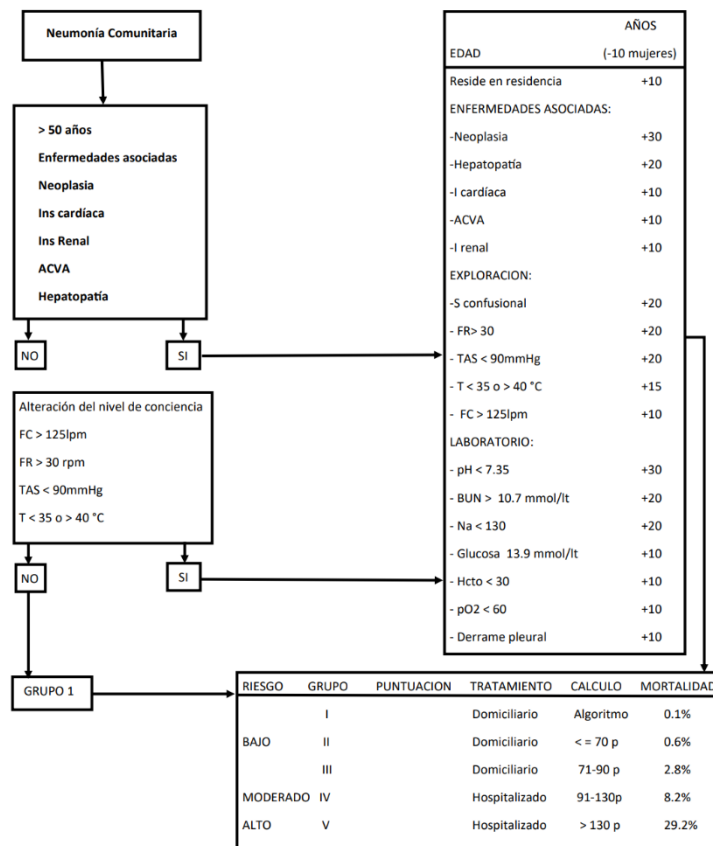 Neumonía Comunitaria
> 50 años
Enfermedades asociadas
Neoplasia
Ins cardíaca
Ins Renal
ACVA
Hepatopatía
NO
SI
Alteración del nivel de conciencia
FC > 125lpm
FR > 30 rpm
TAS < 90mmHg
T < 35 o > 40 °C
NO
SI
GRUPO 1
AÑOS
EDAD (-10 mujeres)
Reside en residencia +10
ENFERMEDADES ASOCIADAS:
-Neoplasia +30
-Hepatopatía +20
-I cardíaca +10
-ACVA +10
-I renal +10
EXPLORACION:
-S confusional +20
- FR> 30 +20
- TAS < 90mmHg +20
- T < 35 o > 40 °C +15
- FC > 125lpm +10
LABORATORIO:
- pH < 7.35 +30
- BUN > 10.7 mmol/lt +20
- Na < 130 +20
- Glucosa 13.9 mmol/lt +10
- Hcto < 30 +10
- pO2 < 60 +10
- Derrame pleural +10
RIESGO GRUPO PUNTUACION TRATAMIENTO CALCULO MORTALIDAD
I Domiciliario Algoritmo 0.1%
BAJO II Domiciliario < = 70 p 0.6%
III Domiciliario 71-90 p 2.8%
MODERADO IV Hospitalizado 91-130p 8.2%
ALTO V Hospitalizado > 130 p 29.2%